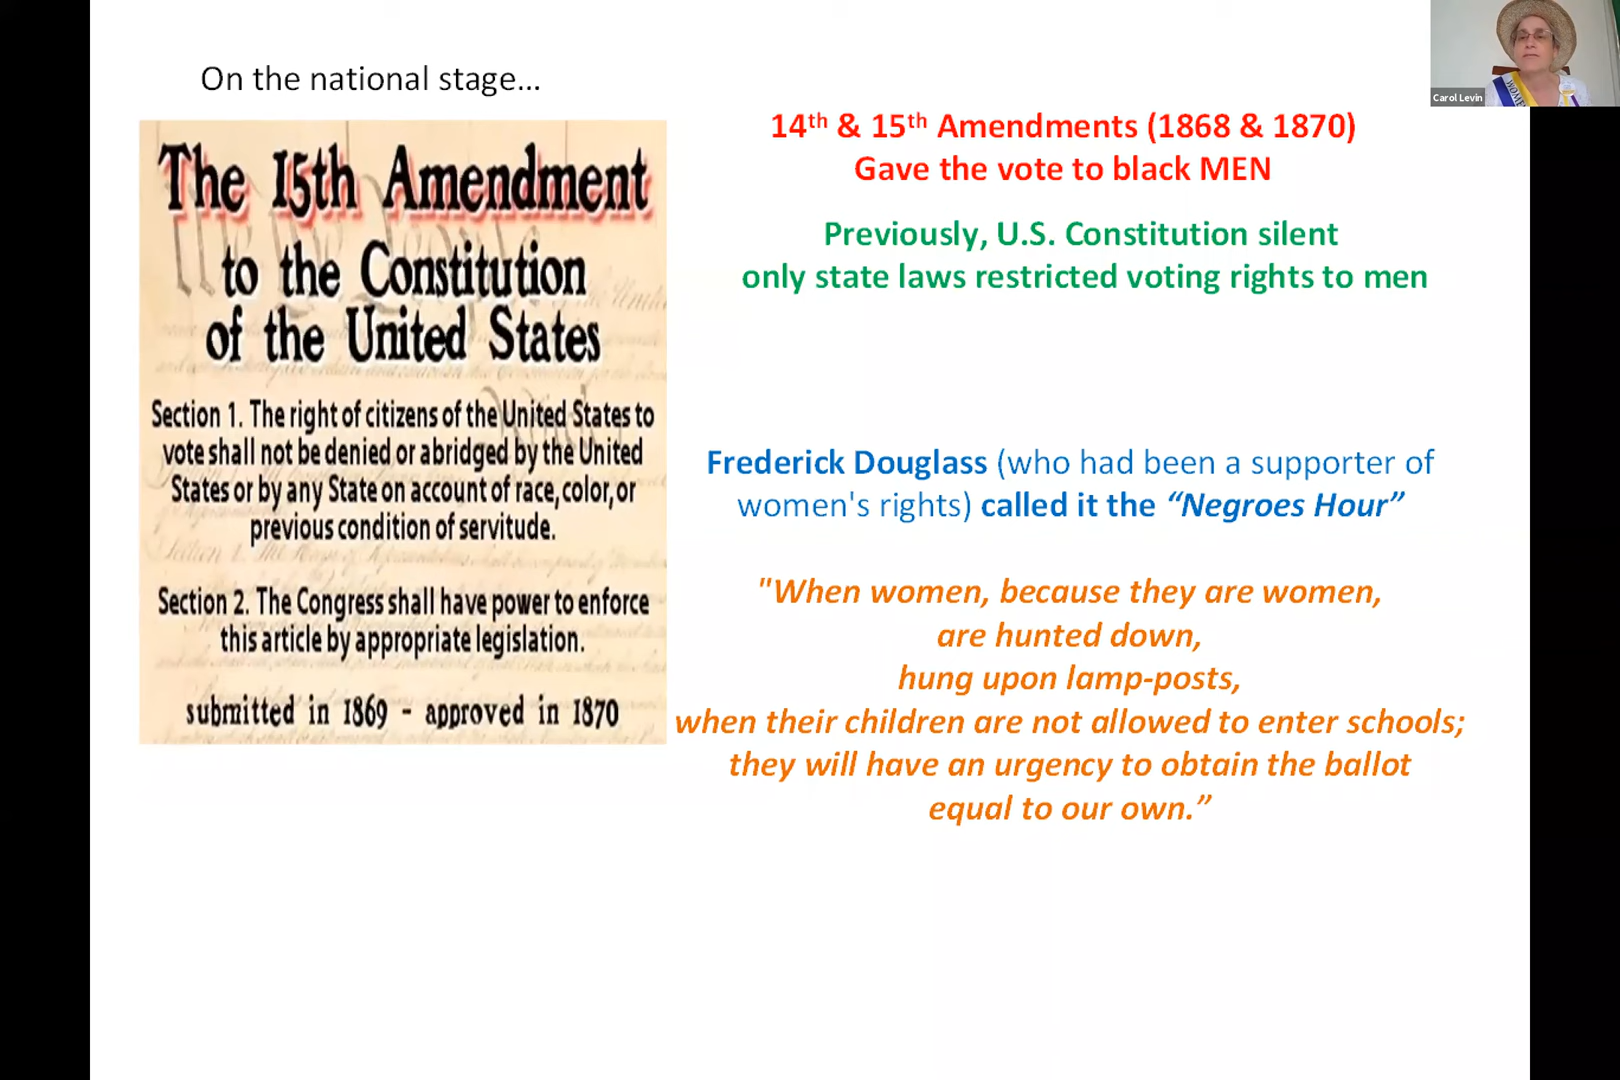 On the national stage...
The 15th Amendment
to the Constitution
of the United States
Section 1. The right of citizens of the United States to
vote shall not be denied or abridged by the United
States or by any State on account of race, color, or
previous condition of servitude.
Section 2. The Congress shall have power to enforce
this article by appropriate legislation.
submitted in 1869 - approved in 1870
14th & 15th Amendments (1868 & 1870)
Gave the vote to black MEN
Previously, U.S. Constitution silent
only state laws restricted voting rights to men
Frederick Douglass (who had been a supporter of
women's rights) called it the “Negroes Hour”
"When women, because they are women,
are hunted down,
hung upon lamp-posts,
when their children are not allowed to enter schools;
they will have an urgency to obtain the ballot
equal to our own.”
Carol Levin